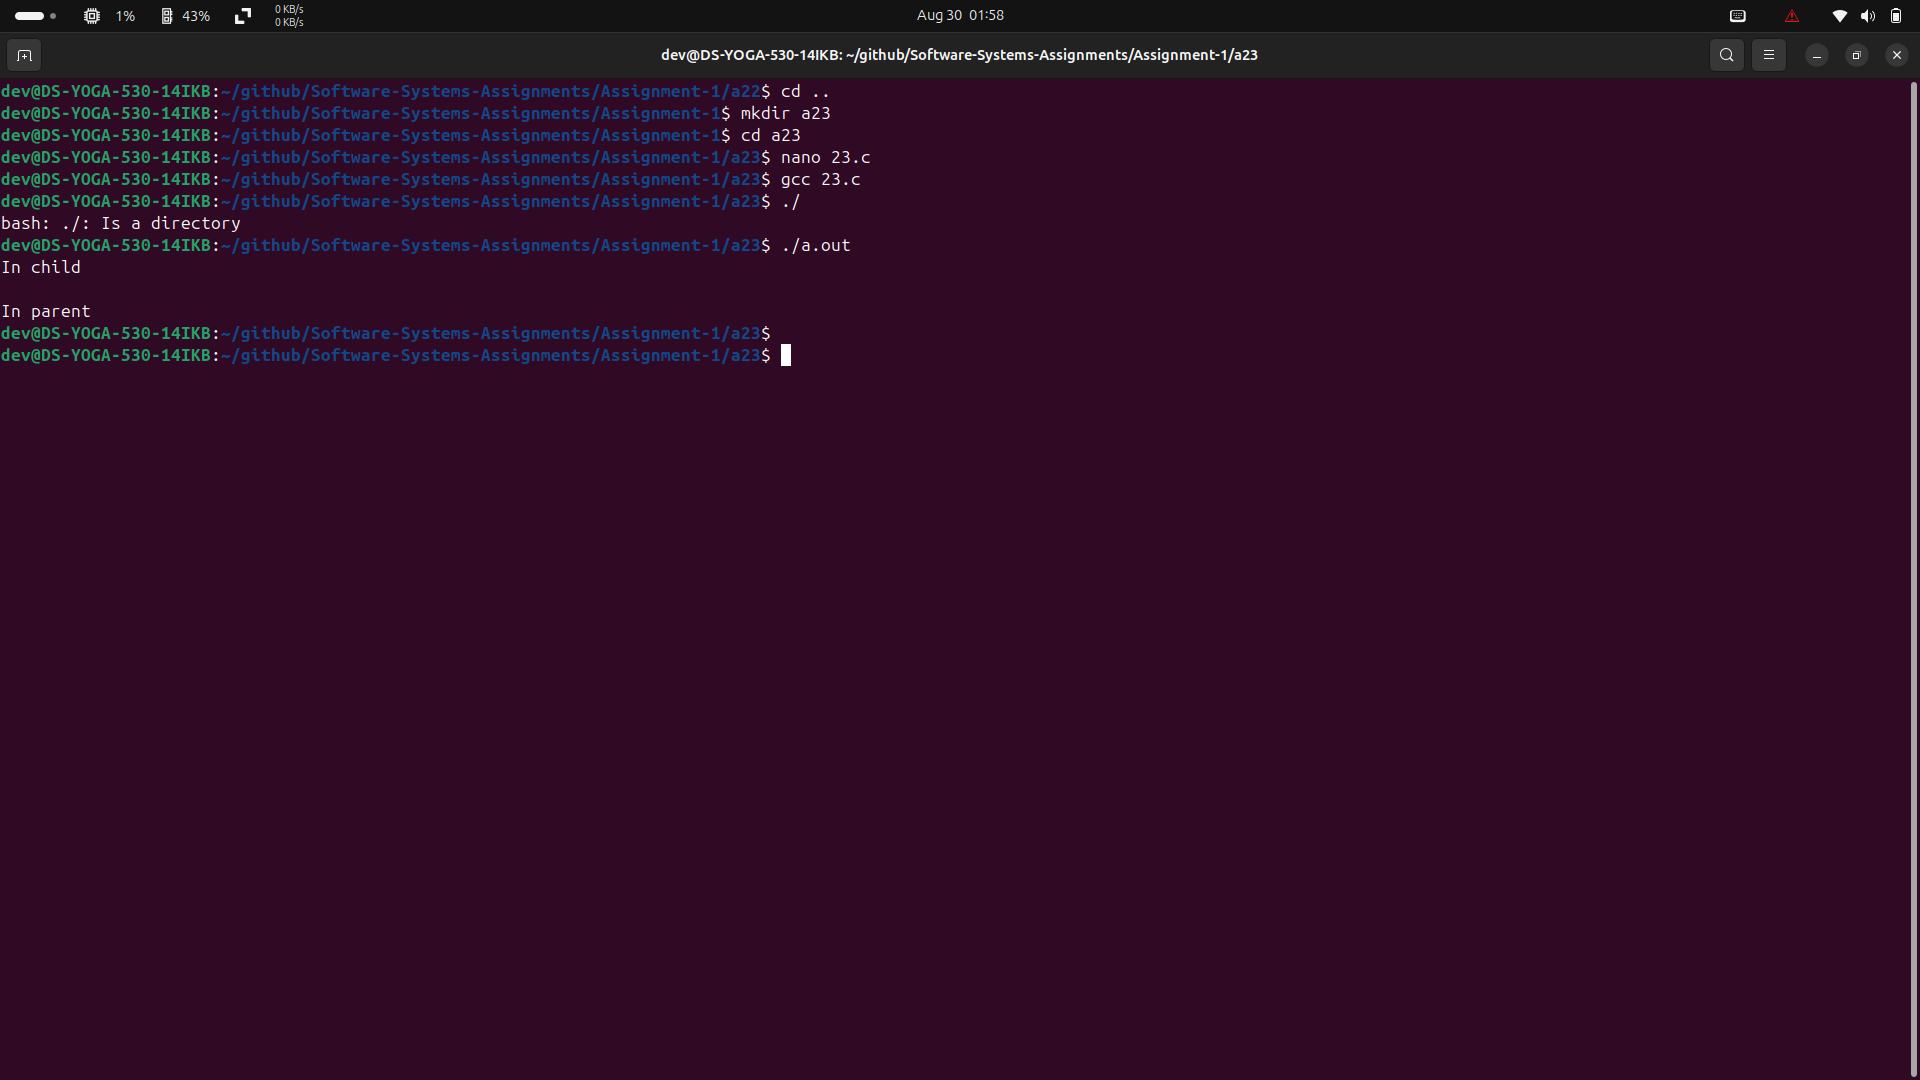 1% 43% 0 KB/s
0 KB/s
Aug 30 01:58
dev@DS-YOGA-530-14IKB: ~/github/Software-Systems-Assignments/Assignment-1/a23
dev@DS-YOGA-530-14IKB:~/github/Software-Systems-Assignments/Assignment-1/a22$ cd ..
dev@DS-YOGA-530-14IKB:~/github/Software-Systems-Assignments/Assignment-1$ mkdir a23
dev@DS-YOGA-530-14IKB:~/github/Software-Systems-Assignments/Assignment-1$ cd a23
dev@DS-YOGA-530-14IKB:~/github/Software-Systems-Assignments/Assignment-1/a23$ nano 23.c
dev@DS-YOGA-530-14IKB:~/github/Software-Systems-Assignments/Assignment-1/a23$ gcc 23.c
dev@DS-YOGA-530-14IKB:~/github/Software-Systems-Assignments/Assignment-1/a23$ ./
bash: ./: Is a directory
dev@DS-YOGA-530-14IKB:~/github/Software-Systems-Assignments/Assignment-1/a23$ ./a.out
In child
In parent
dev@DS-YOGA-530-14IKB:~/github/Software-Systems-Assignments/Assignment-1/a23$
dev@DS-YOGA-530-14IKB:~/github/Software-Systems-Assignments/Assignment-1/a23$